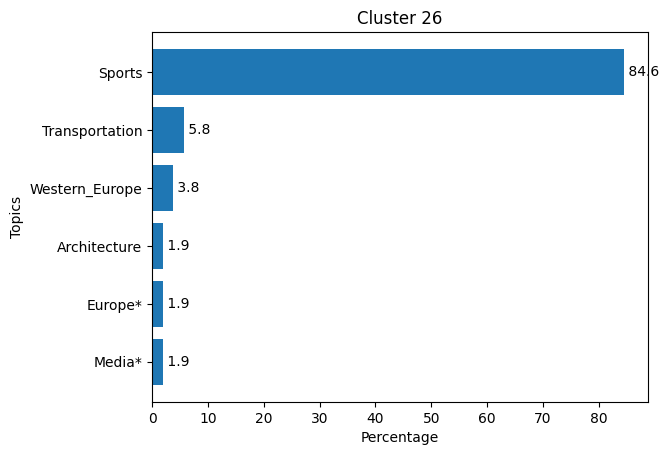 Cluster 26
Topics
Sports 84.6
Transportation 5.8
Western_Europe 3.8
Architecture 1.9
Europe* 1.9
Media* 1.9
0 10 20 30 40 50 60 70 80
Percentage